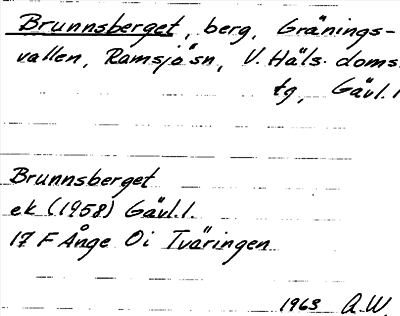 Brunnsberget, berg, Gränings-
vallen, Ramsjö sn, V. Häls. doms.
tg, Gävl. l
Brunnsberget
ek (1958) Gävl. l.
17 F Ånge Oi Tväringen
1963 A.W.